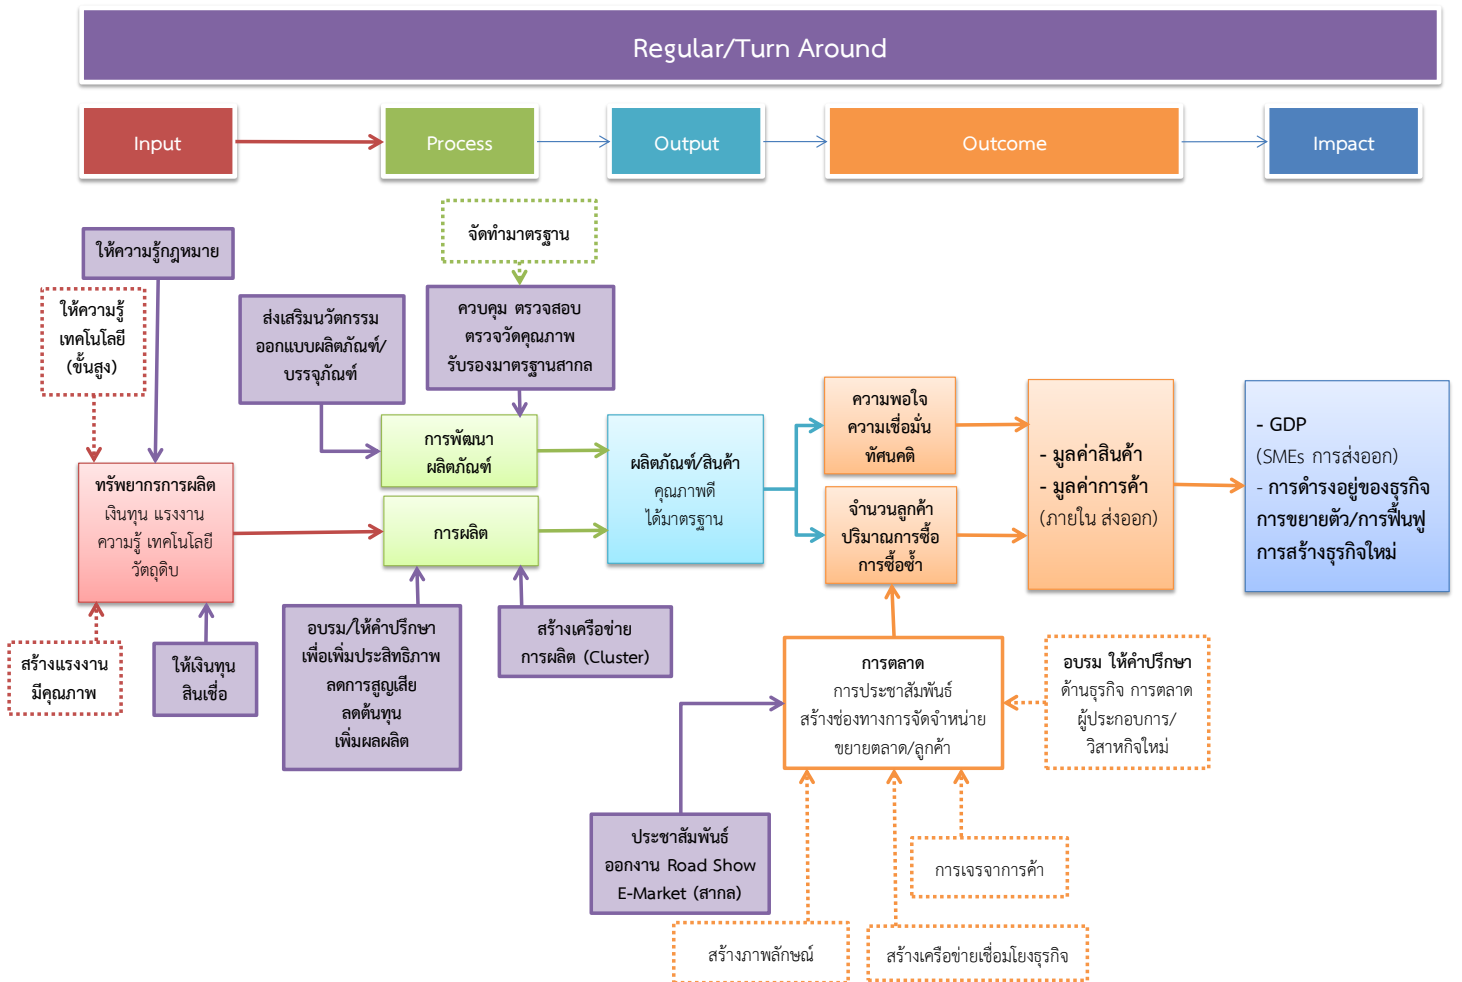 Regular/Turn Around
Input
Process
Output
Outcome
Impact
จัดทำมาตรฐาน
ให้ความรู้กฎหมาย
ให้ความรู้
เทคโนโลยี
(ขั้นสูง)
ส่งเสริมนวัตกรรม
ออกแบบผลิตภัณฑ์/
บรรจุภัณฑ์
ควบคุม ตรวจสอบ
ตรวจวัดคุณภาพ
รับรองมาตรฐานสากล
ทรัพยากรการผลิต
เงินทุน แรงงาน
ความรู้ เทคโนโลยี
วัตถุดิบ
การพัฒนา
ผลิตภัณฑ์
การผลิต
ผลิตภัณฑ์/สินค้า
คุณภาพดี
ได้มาตรฐาน
ความพอใจ
ความเชื่อมั่น
ทัศนคติ
จำนวนลูกค้า
ปริมาณการซื้อ
การซื้อซ้ำ
- มูลค่าสินค้า
- มูลค่าการค้า
(ภายใน ส่งออก)
- GDP
(SMEs การส่งออก)
- การดำรงอยู่ของธุรกิจ
การขยายตัว/การฟื้นฟู
การสร้างธุรกิจใหม่
สร้างแรงงาน
มีคุณภาพ
ให้เงินทุน
สินเชื่อ
อบรม/ให้คำปรึกษา
เพื่อเพิ่มประสิทธิภาพ
ลดการสูญเสีย
ลดต้นทุน
เพิ่มผลผลิต
สร้างเครือข่าย
การผลิต (Cluster)
การตลาด
การประชาสัมพันธ์
สร้างช่องทางการจัดจำหน่าย
ขยายตลาด/ลูกค้า
อบรม ให้คำปรึกษา
ด้านธุรกิจ การตลาด
ผู้ประกอบการ/
วิสาหกิจใหม่
ประชาสัมพันธ์
ออกงาน Road Show
E-Market (สากล)
การเจรจาการค้า
สร้างภาพลักษณ์
สร้างเครือข่ายเชื่อมโยงธุรกิจ